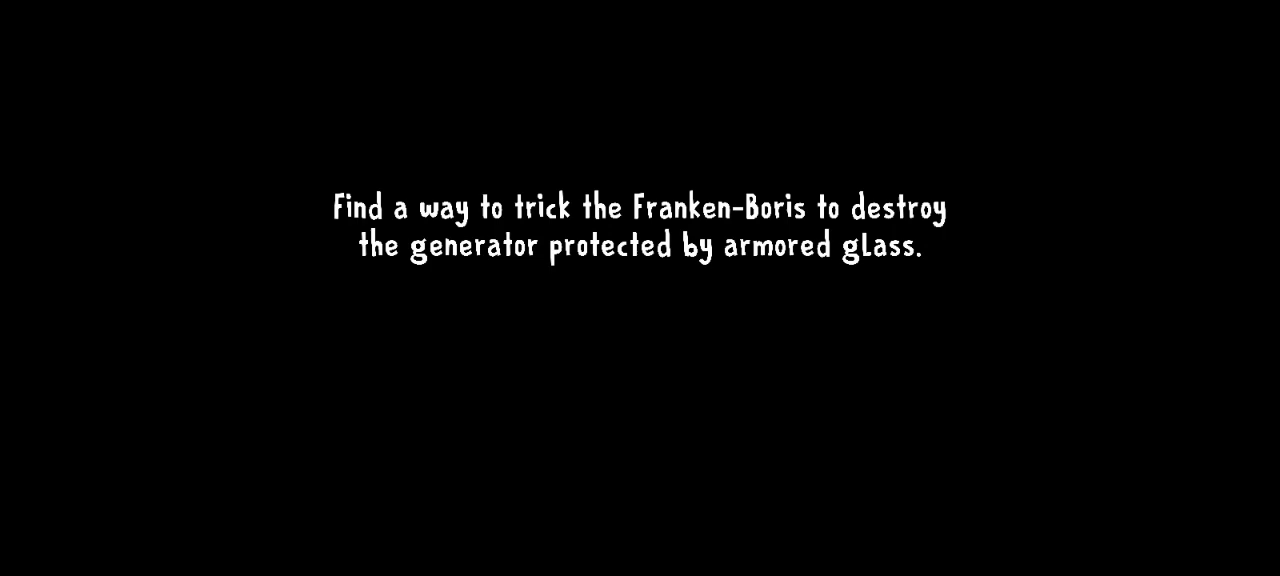 Find a way to trick the Franken-Boris to destroy
the generator protected by armored glass.